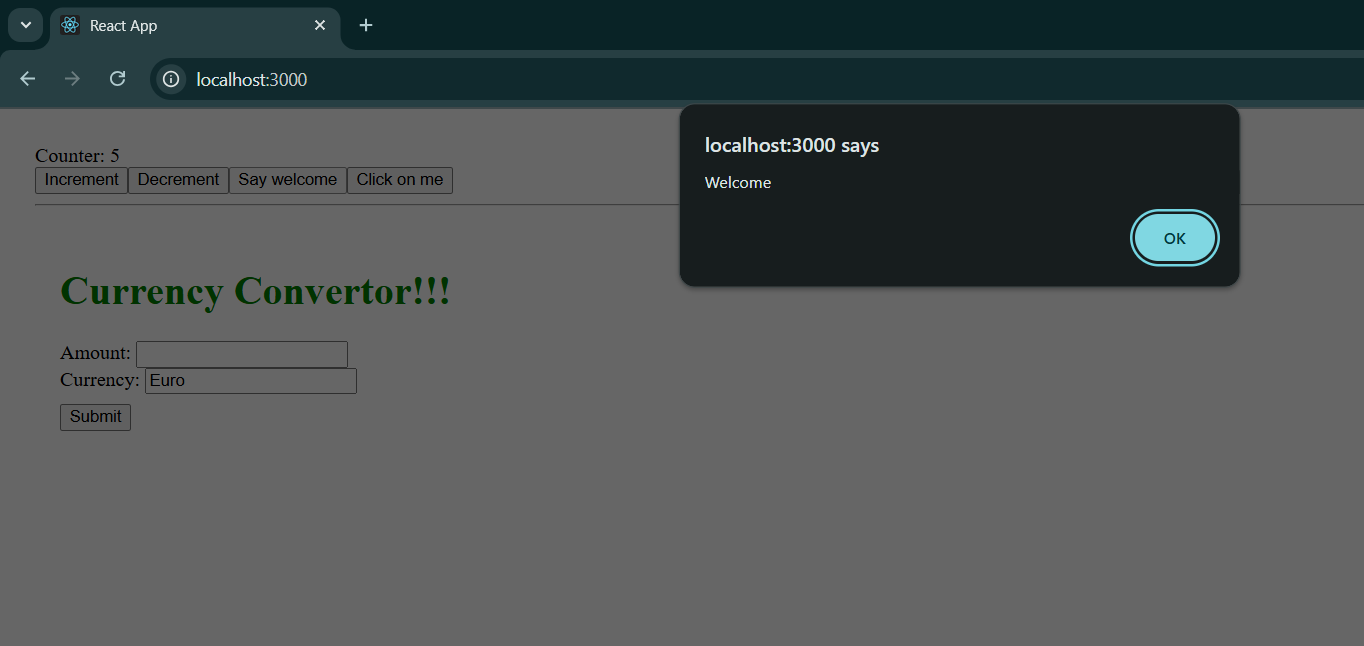 React App
localhost:3000
localhost:3000 says
Welcome
OK
Counter: 5
Increment Decrement Say welcome Click on me
Currency Convertor!!!
Amount:
Currency: Euro
Submit